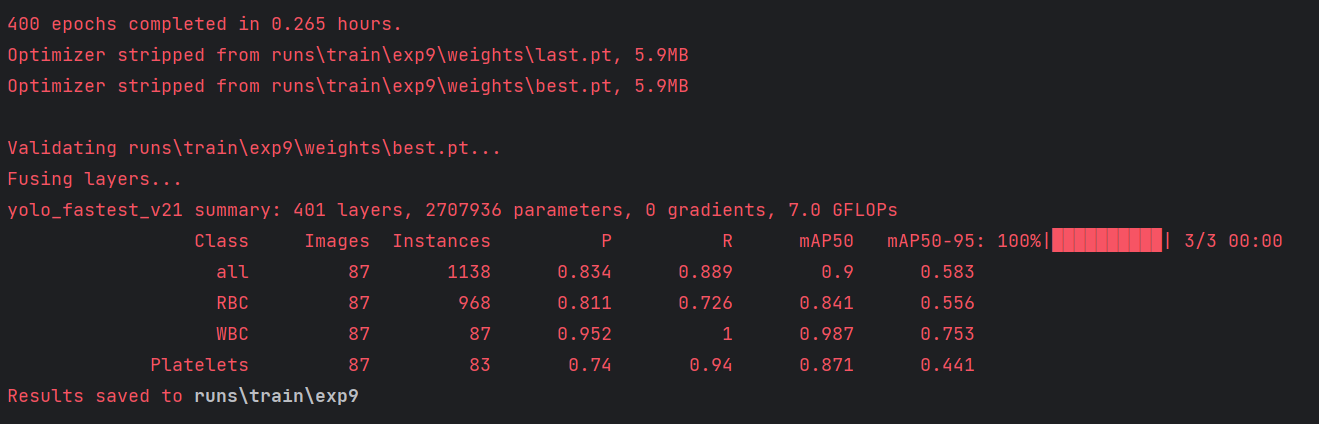 400 epochs completed in 0.265 hours.
Optimizer stripped from runs\train\exp9\weights\last.pt, 5.9MB
Optimizer stripped from runs\train\exp9\weights\best.pt, 5.9MB
Validating runs\train\exp9\weights\best.pt...
Fusing layers...
yolo_fastest_v21 summary: 401 layers, 2707936 parameters, 0 gradients, 7.0 GFLOPs
Class Images Instances P R mAP50 mAP50-95: 100%|██████████| 3/3 00:00
all 87 1138 0.834 0.889 0.9 0.583
RBC 87 968 0.811 0.726 0.841 0.556
WBC 87 87 0.952 1 0.987 0.753
Platelets 87 83 0.74 0.94 0.871 0.441
Results saved to runs\train\exp9